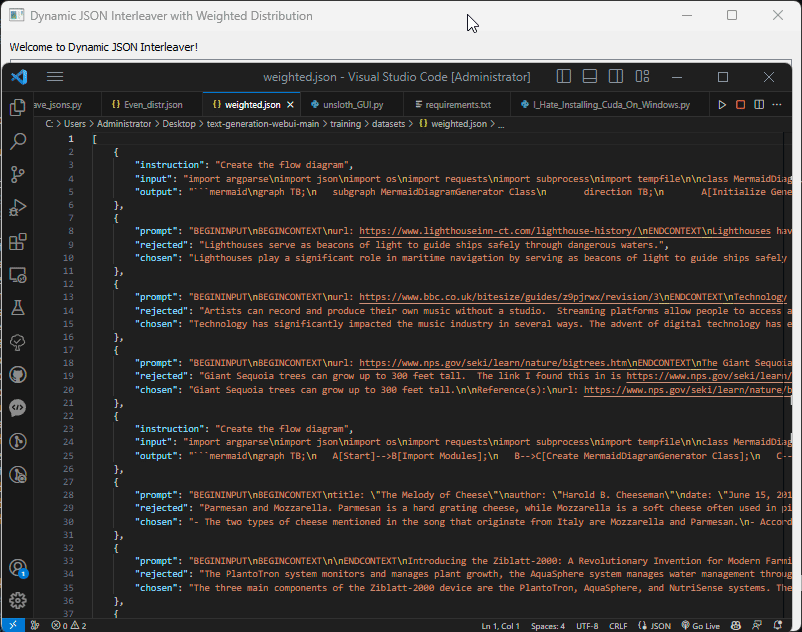 Dynamic JSON Interleaver with Weighted Distribution
Welcome to Dynamic JSON Interleaver!
weighted.json - Visual Studio Code [Administrator]
ave_jsons.py {} Even_distr.json {} weighted.json unsloth_GUI.py requirements.txt I_Hate_Installing_Cuda_On_Windows.py
C: > Users > Administrator > Desktop > text-generation-webui-main > training > datasets > {} weighted.json > ...
1 [
2 {
3 "instruction": "Create the flow diagram",
4 "input": "import argparse\nimport json\nimport os\nimport requests\nimport subprocess\nimport tempfile\n\nclass MermaidDiag
5 "output": "```mermaid\ngraph TB;\n   subgraph MermaidDiagramGenerator Class\n       direction TB;\n       A[Initialize Gene
6 },
7 {
8 "prompt": "BEGININPUT\nBEGINCONTEXT\nurl: https://www.lighthouseinn-ct.com/lighthouse-history/\nENDCONTEXT\nLighthouses hav
9 "rejected": "Lighthouses serve as beacons of light to guide ships safely through dangerous waters.",
10 "chosen": "Lighthouses play a significant role in maritime navigation by serving as beacons of light to guide ships safely
11 },
12 {
13 "prompt": "BEGININPUT\nBEGINCONTEXT\nurl: https://www.bbc.co.uk/bitesize/guides/z9pjrwx/revision/3\nENDCONTEXT\nTechnology
14 "rejected": "Artists can record and produce their own music without a studio.  Streaming platforms allow people to access a
15 "chosen": "Technology has significantly impacted the music industry in several ways. The advent of digital technology has e
16 },
17 {
18 "prompt": "BEGININPUT\nBEGINCONTEXT\nurl: https://www.nps.gov/seki/learn/nature/bigtrees.htm\nENDCONTEXT\nThe Giant Sequoia
19 "rejected": "Giant Sequoia trees can grow up to 300 feet tall.  The link I found this in is https://www.nps.gov/seki/learn/
20 "chosen": "Giant Sequoia trees can grow up to 300 feet tall.\n\nReference(s):\nurl: https://www.nps.gov/seki/learn/nature/b
21 },
22 {
23 "instruction": "Create the flow diagram",
24 "input": "import argparse\nimport json\nimport os\nimport requests\nimport subprocess\nimport tempfile\n\nclass MermaidDiag
25 "output": "```mermaid\ngraph TB;\n   A[Start]-->B[Import Modules];\n   B-->C[Create MermaidDiagramGenerator Class];\n   C--
26 },
27 {
28 "prompt": "BEGININPUT\nBEGINCONTEXT\ntitle: \"The Melody of Cheese\"\nauthor: \"Harold B. Cheeseman\"\ndate: \"June 15, 201
29 "rejected": "Parmesan and Mozzarella. Parmesan is a hard grating cheese, while Mozzarella is a soft cheese often used in pi
30 "chosen": "- The two types of cheese mentioned in the song that originate from Italy are Mozzarella and Parmesan.\n- Accord
31 },
32 {
33 "prompt": "BEGININPUT\nBEGINCONTEXT\n\nENDCONTEXT\nIntroducing the Ziblatt-2000: A Revolutionary Invention for Modern Farmi
34 "rejected": "The PlantoTron system monitors and manages plant growth, the AquaSphere system manages water management throug
35 "chosen": "The three main components of the Ziblatt-2000 device are the PlantoTron, AquaSphere, and NutriSense systems. The
36 },
37 {
1
0 2 Ln 1, Col 1 Spaces: 4 UTF-8 CRLF {} JSON Go Live